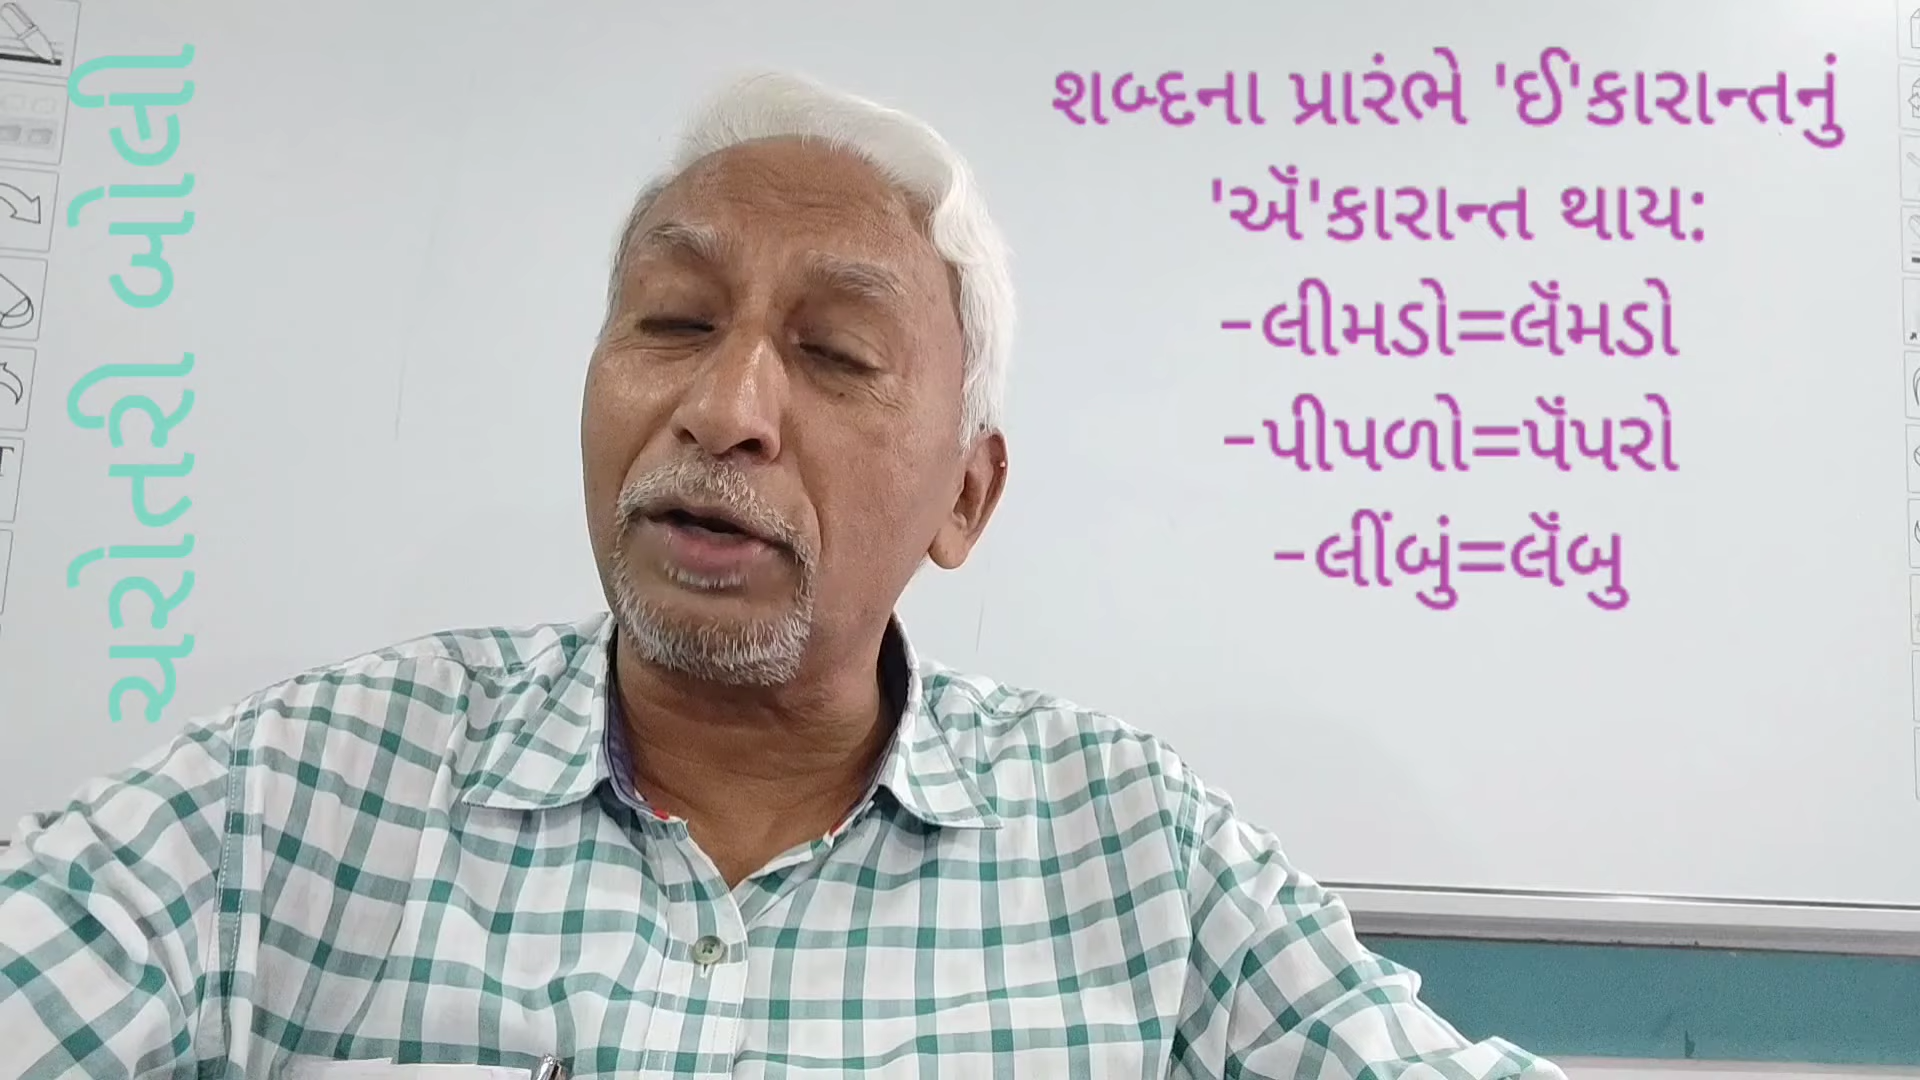 ચરોતરી બોલી
શબ્દના પ્રારંભે 'ઈ'કારાન્તનું
'ઍં'કારાન્ત થાય:
-લીમડો=લૅંમડો
-પીપળો=પૅંપરો
-લીંબું=લૅંબુ